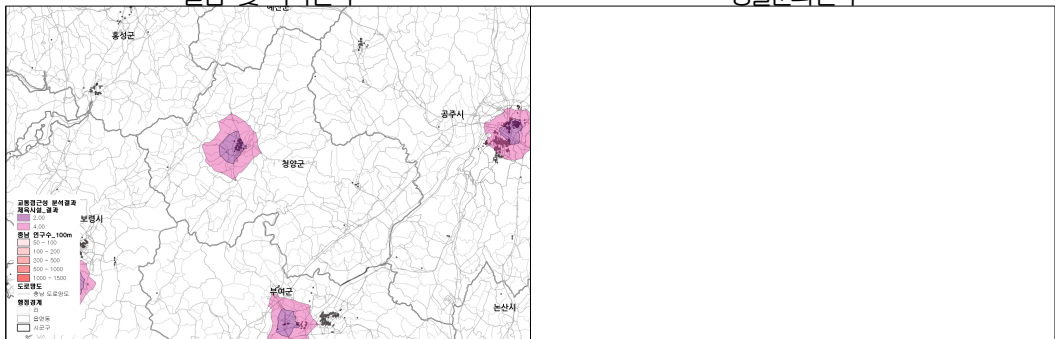 예산군
홍성군
공주시
청양군
교통접근성 분석결과
체육시설_결과
2.00
4.00
보령시
충남 인구수_100m
50 - 100
100 - 200
200 - 500
500 - 1000
1000 - 1500
도로망도
충남 도로망도
행정경계
리
읍면동
시군구
부여군
논산시